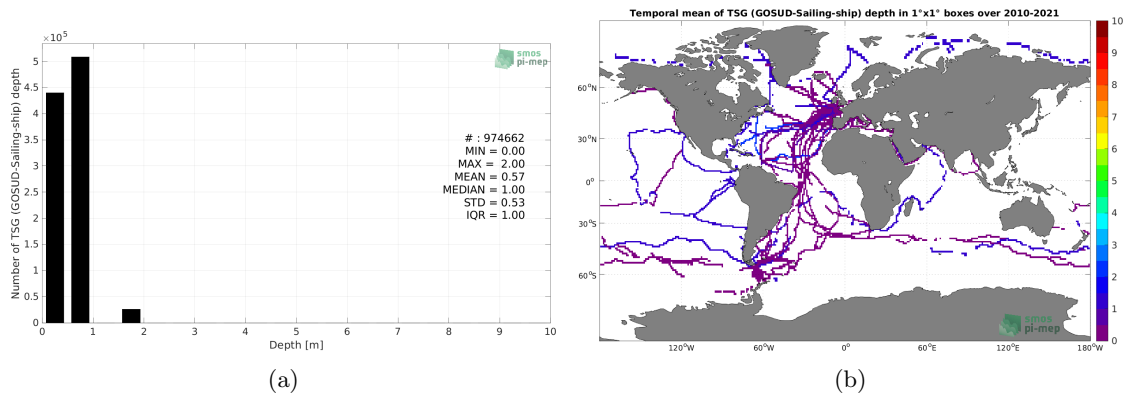 ×10⁵
5
4.5
4
3.5
3
2.5
2
1.5
1
0.5
0
Number of TSG (GOSUD-Sailing-ship) depth
0 1 2 3 4 5 6 7 8 9 10
Depth [m]
smos
pi-mep
# : 974662
MIN = 0.00
MAX = 2.00
MEAN = 0.57
MEDIAN = 1.00
STD = 0.53
IQR = 1.00
(a)
Temporal mean of TSG (GOSUD-Sailing-ship) depth in 1°x1° boxes over 2010-2021
60°N
30°N
0°
30°S
60°S
120°W 60°W 0° 60°E 120°E 180°W
smos
pi-mep
10
9
8
7
6
5
4
3
2
1
0
(b)